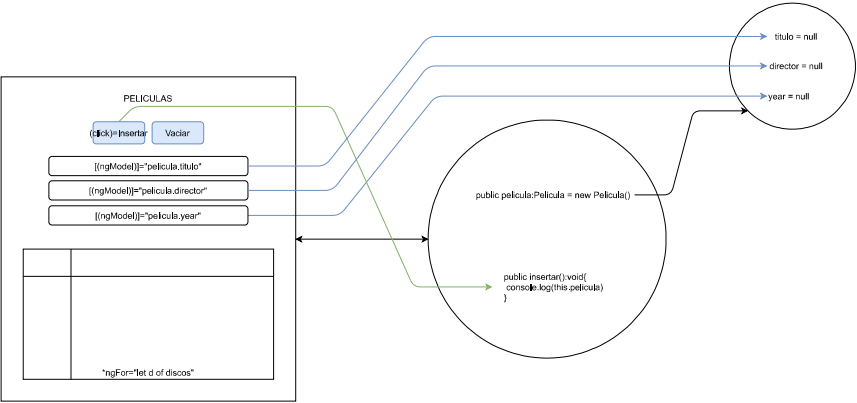 titulo = null
director = null
year = null
PELICULAS
(click)= Insertar
Vaciar
[(ngModel)]="pelicula.titulo"
[(ngModel)]="pelicula.director"
[(ngModel)]="pelicula.year"
public pelicula:Pelicula = new Pelicula()
public insertar():void{
console.log(this.pelicula)
}
*ngFor="let d of discos"